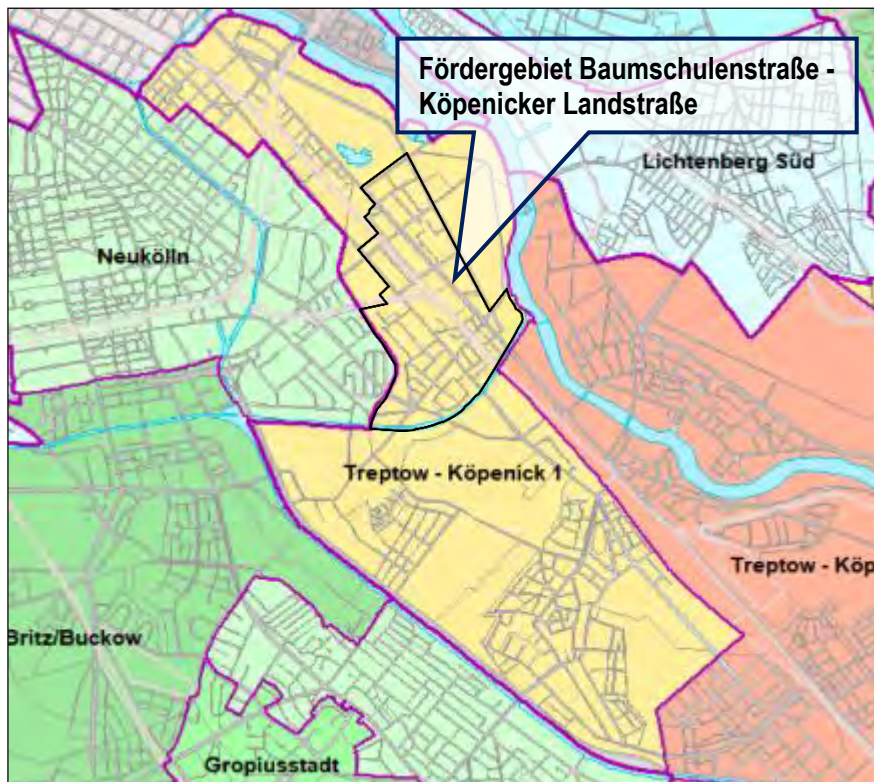 Fördergebiet Baumschulenstraße -
Köpenicker Landstraße
Lichtenberg Süd
Neukölln
Treptow - Köpenick 1
Treptow - Köp
Britz/Buckow
Gropiusstadt